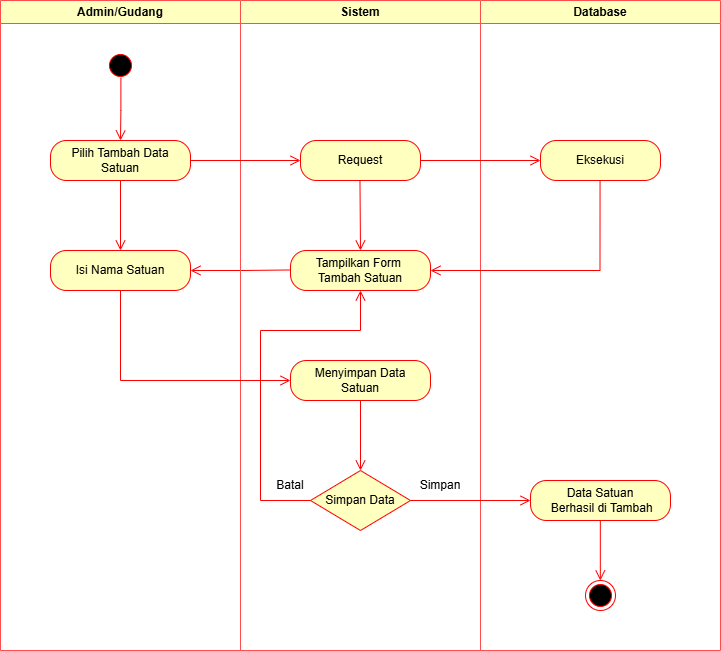 Admin/Gudang
Sistem
Database
Pilih Tambah Data
Satuan
Request
Eksekusi
Isi Nama Satuan
Tampilkan Form
Tambah Satuan
Menyimpan Data
Satuan
Batal
Simpan Data
Simpan
Data Satuan
Berhasil di Tambah